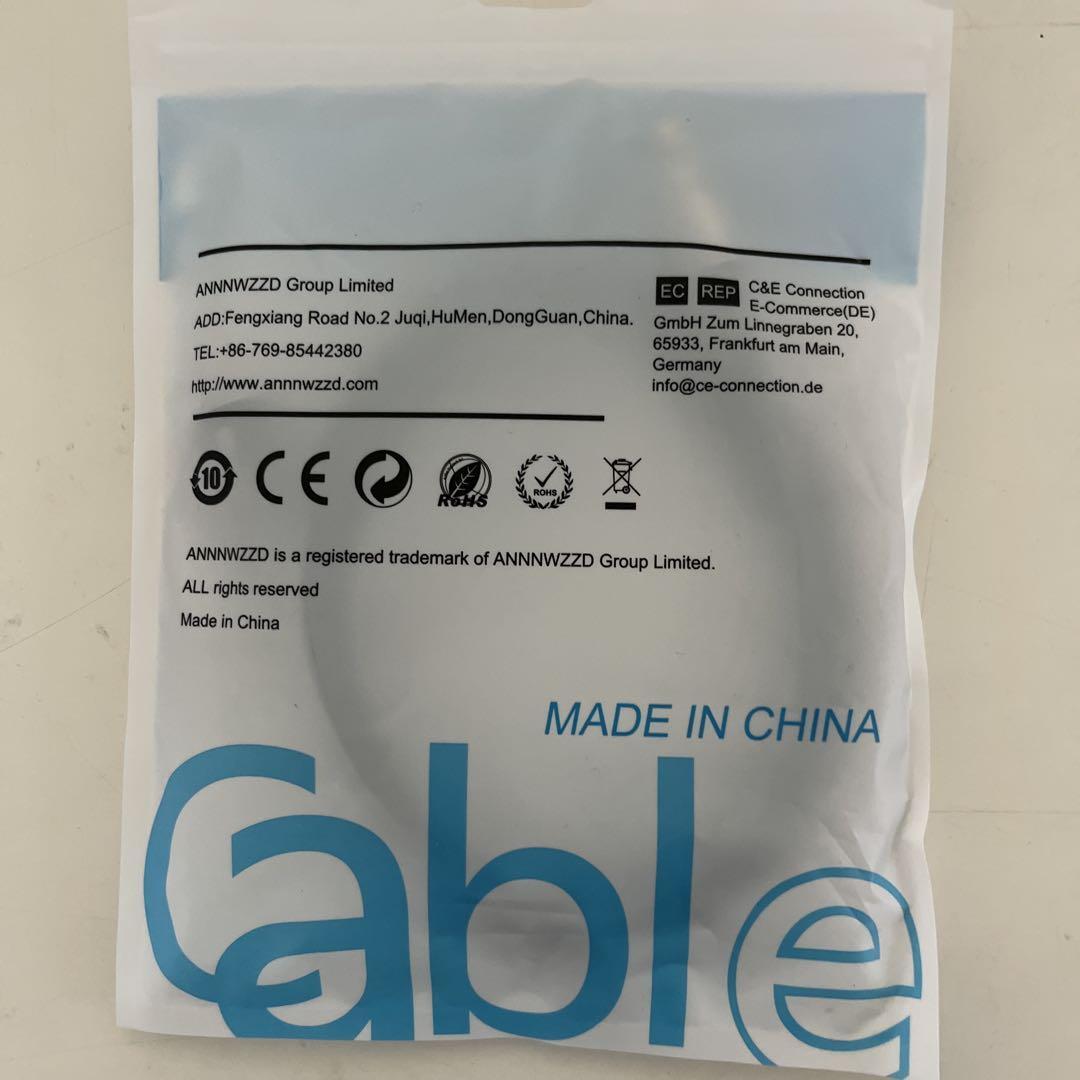 ANNNWZZD Group Limited
ADD:Fengxiang Road No.2 Juqi,HuMen,DongGuan,China.
TEL:+86-769-85442380
http://www.annnwzzd.com
EC REP C&E Connection
E-Commerce(DE)
GmbH Zum Linnegraben 20,
65933, Frankfurt am Main,
Germany
info@ce-connection.de
10 CE RoHS ROHS
ANNNWZZD is a registered trademark of ANNNWZZD Group Limited.
ALL rights reserved
Made in China
MADE IN CHINA
Cable